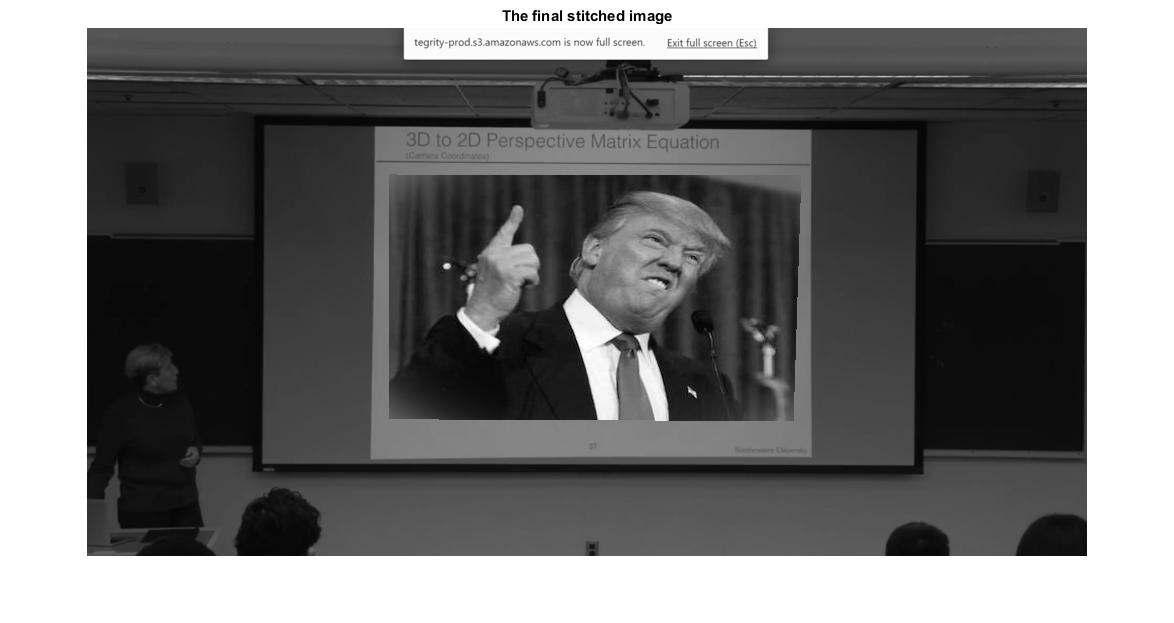 The final stitched image
tegrity-prod.s3.amazonaws.com is now full screen. Exit full screen (Esc)
3D to 2D Perspective Matrix Equation
(Camera Coordinates)
37
Northeastern University